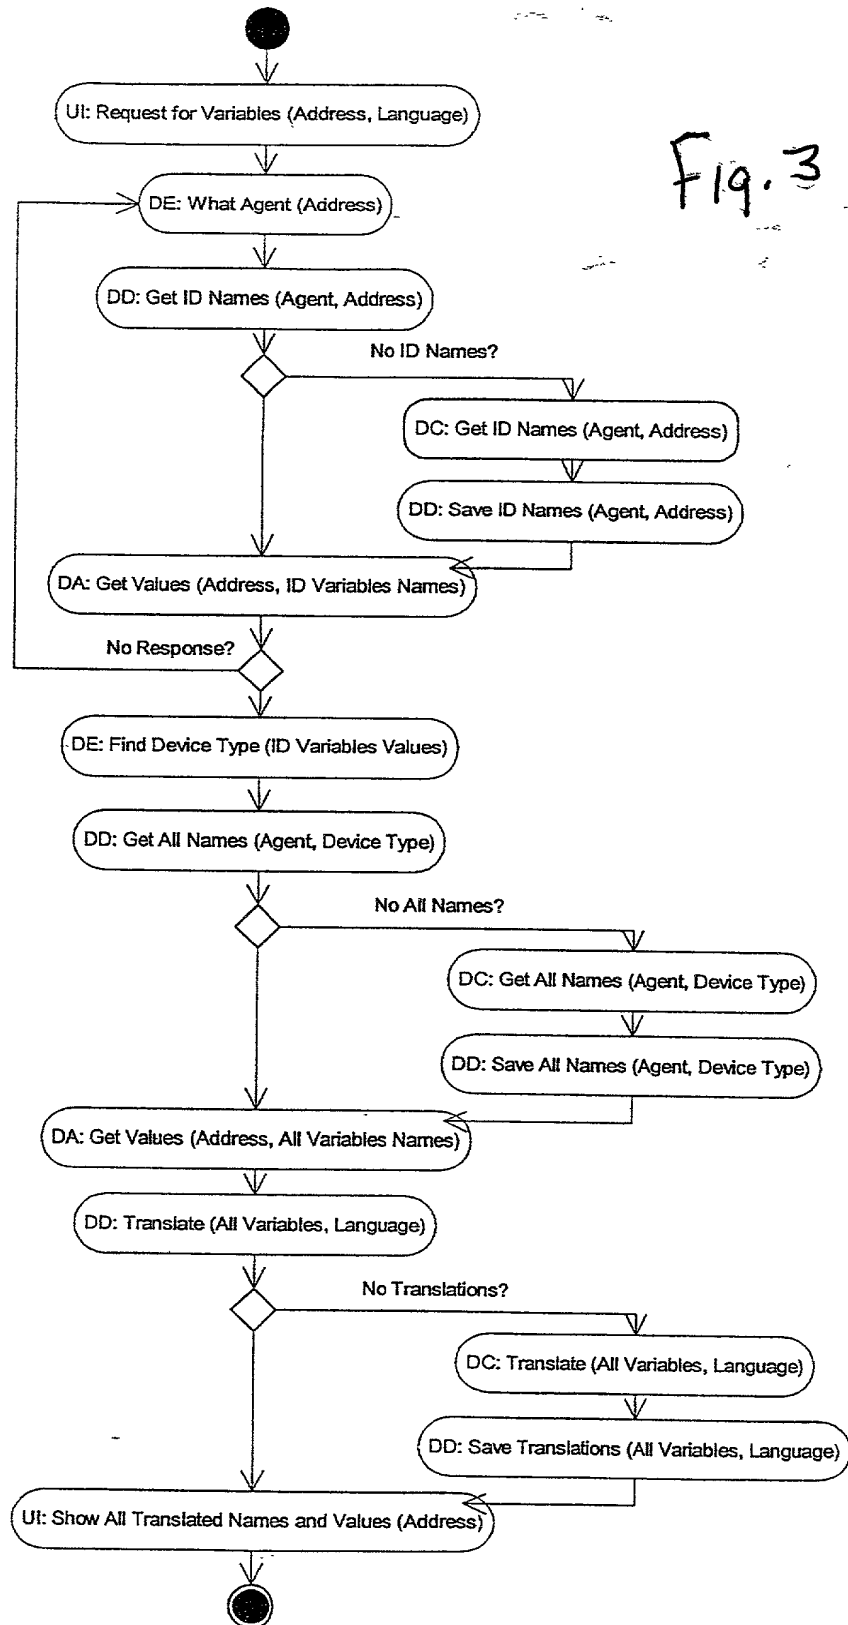 UI: Request for Variables (Address, Language)
Fig. 3
DE: What Agent (Address)
DD: Get ID Names (Agent, Address)
No ID Names?
DC: Get ID Names (Agent, Address)
DD: Save ID Names (Agent, Address)
DA: Get Values (Address, ID Variables Names)
No Response?
DE: Find Device Type (ID Variables Values)
DD: Get All Names (Agent, Device Type)
No All Names?
DC: Get All Names (Agent, Device Type)
DD: Save All Names (Agent, Device Type)
DA: Get Values (Address, All Variables Names)
DD: Translate (All Variables, Language)
No Translations?
DC: Translate (All Variables, Language)
DD: Save Translations (All Variables, Language)
UI: Show All Translated Names and Values (Address)